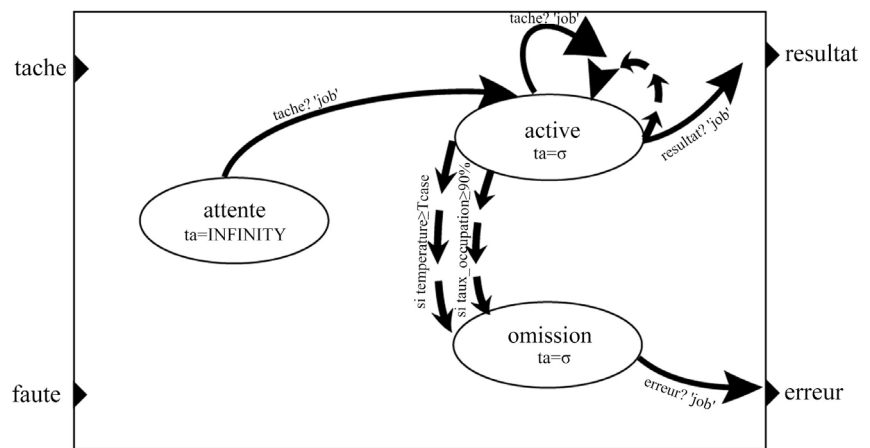 tache? 'job'
tache
resultat
tache? 'job'
active
ta=σ
resultat? 'job'
attente
ta=INFINITY
si temperature≥Tcase
si taux_occupation≥90%
omission
ta=σ
faute
erreur? 'job'
erreur